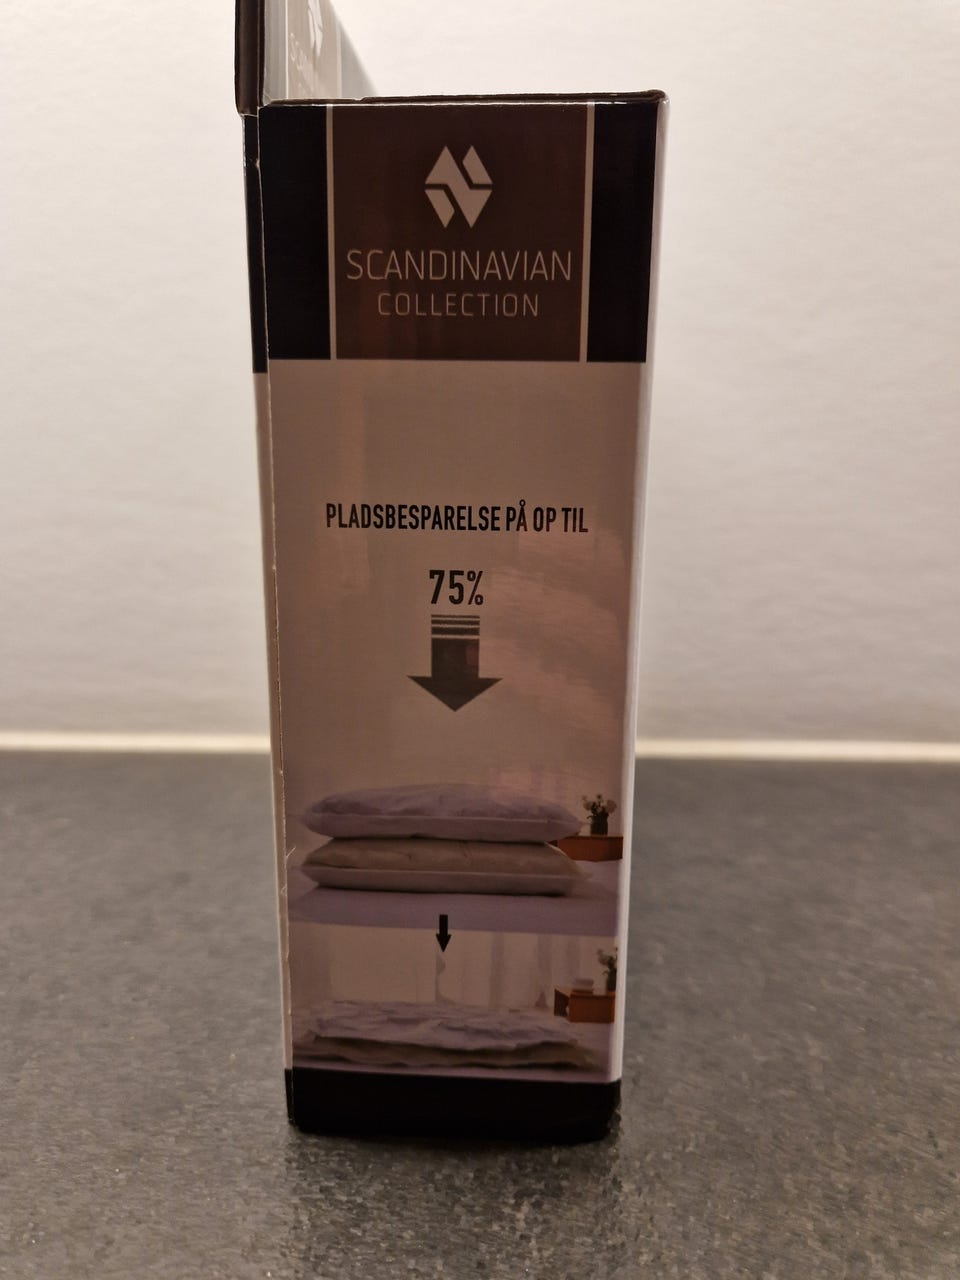 SCANDINAVIAN
COLLECTION
PLADSBESPARELSE PÅ OP TIL
75%